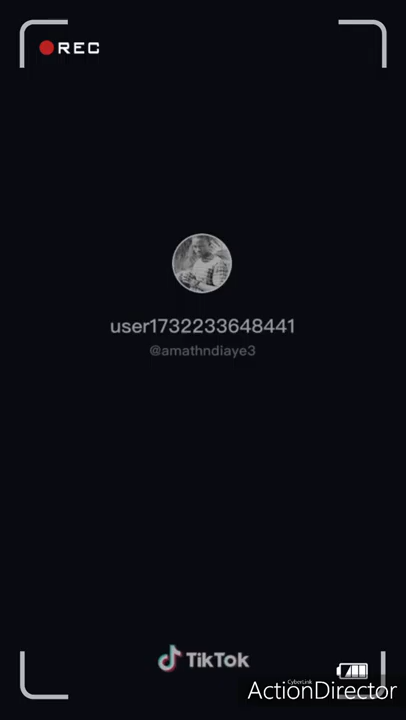 REC
user1732233648441
@amathndiaye3
TikTok
CyberLink
ActionDirector